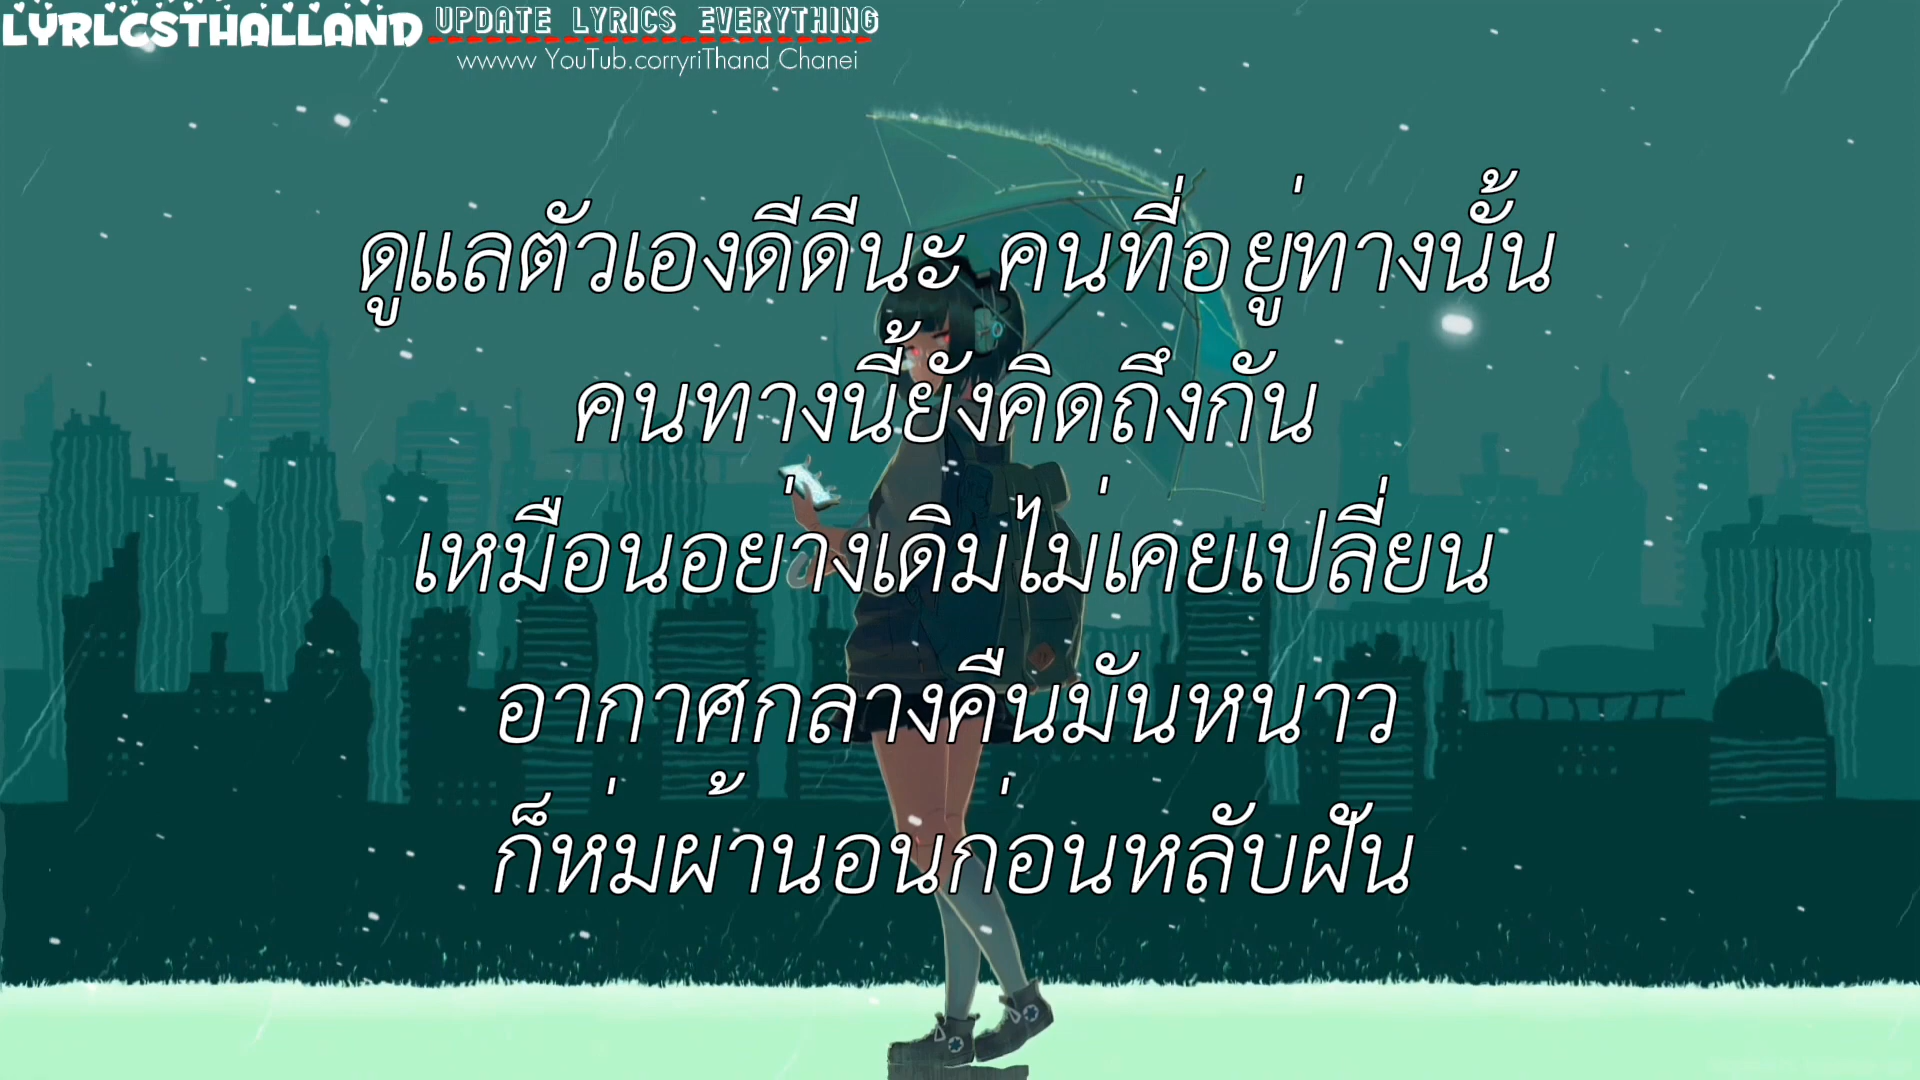 LYRLCSTHALLAND UPDATE LYRICS EVERYTHING
wwww YouTub.corryriThand Chanei
ดูแลตัวเองดีดีนะ คนที่อยู่ทางนั้น
คนทางนี้ยังคิดถึงกัน
เหมือนอย่างเดิมไม่เคยเปลี่ยน
อากาศกลางคืนมันหนาว
ก็ห่มผ้านอนก่อนหลับฝัน